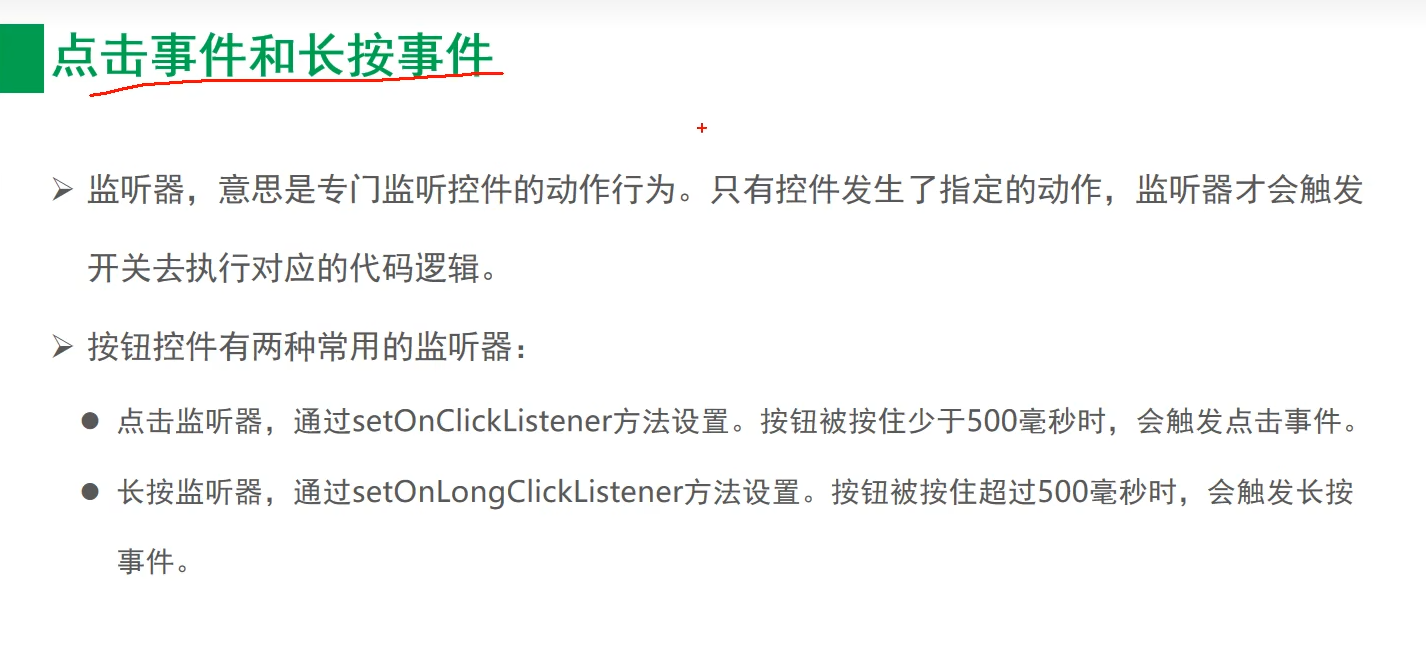 点击事件和长按事件
监听器，意思是专门监听控件的动作行为。只有控件发生了指定的动作，监听器才会触发
开关去执行对应的代码逻辑。
按钮控件有两种常用的监听器：
点击监听器，通过setOnClickListener方法设置。按钮被按住少于500毫秒时，会触发点击事件。
长按监听器，通过setOnLongClickListener方法设置。按钮被按住超过500毫秒时，会触发长按
事件。